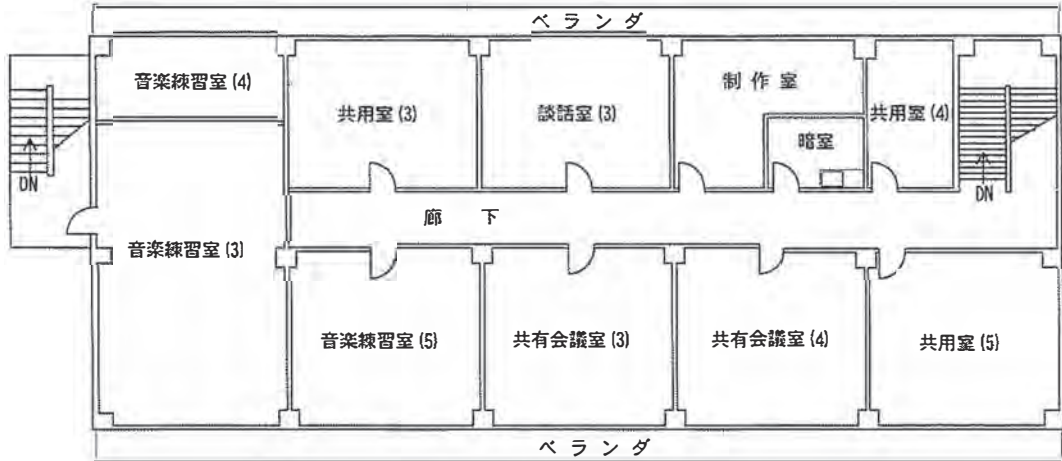 ベランダ
音楽練習室(4)
共用室(3)
談話室(3)
制作室
共用室(4)
暗室
DN
DN
廊下
音楽練習室(3)
音楽練習室(5)
共有会議室(3)
共有会議室(4)
共用室(5)
ベランダ